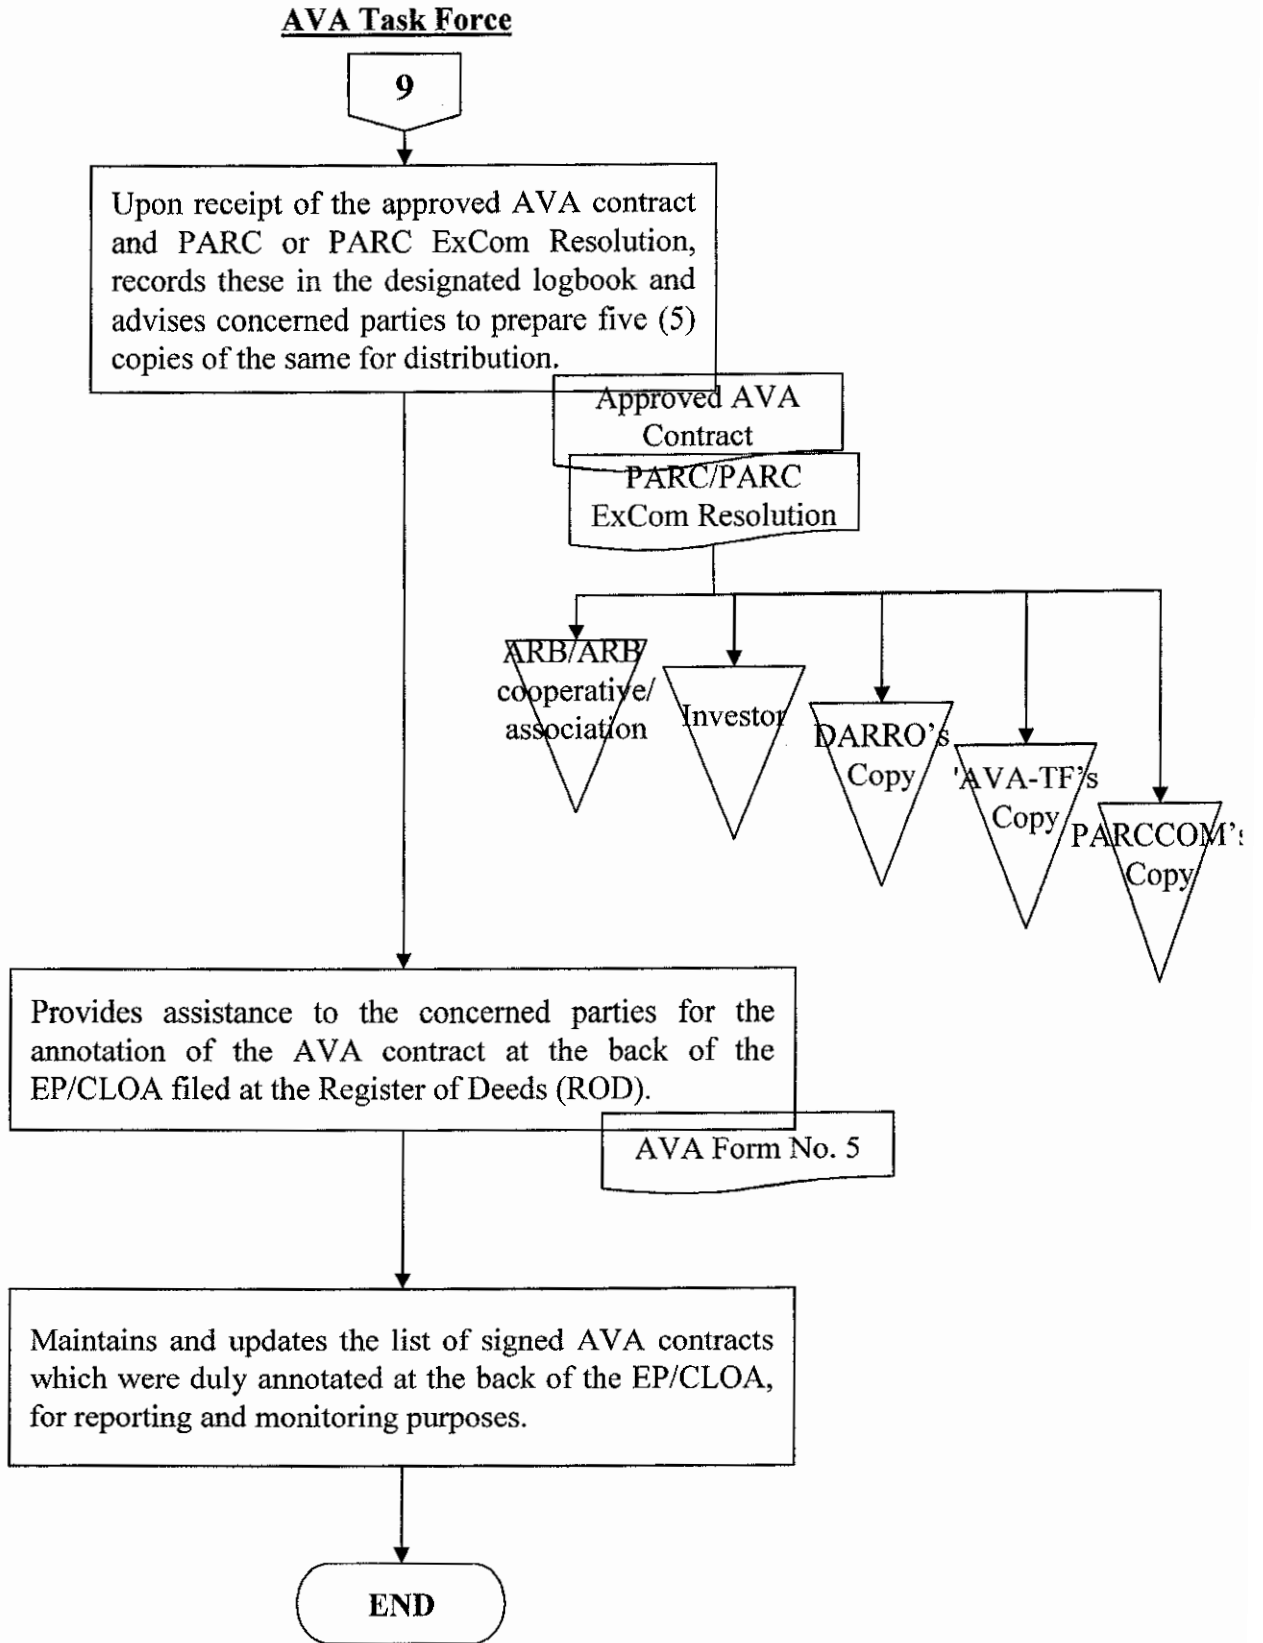 AVA Task Force
9
Upon receipt of the approved AVA contract
and PARC or PARC ExCom Resolution,
records these in the designated logbook and
advises concerned parties to prepare five (5)
copies of the same for distribution.
Approved AVA
Contract
PARC/PARC
ExCom Resolution
ARB/ARB
cooperative/
association
Investor
DARRO's
Copy
'AVA-TF's
Copy
PARCCOM's
Copy
Provides assistance to the concerned parties for the
annotation of the AVA contract at the back of the
EP/CLOA filed at the Register of Deeds (ROD).
AVA Form No. 5
Maintains and updates the list of signed AVA contracts
which were duly annotated at the back of the EP/CLOA,
for reporting and monitoring purposes.
END